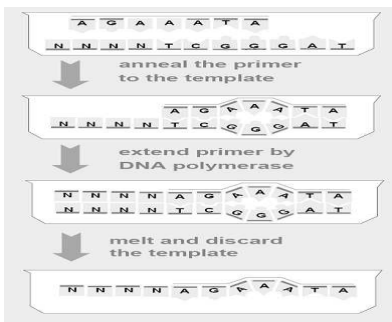 A G A A A T A
N N N N T C G G G A T
anneal the primer
to the template
A G A A A T A
N N N N T C G G G A T
extend primer by
DNA polymerase
N N N N A G A A A T A
N N N N T C G G G A T
melt and discard
the template
N N N N A G A A A T A